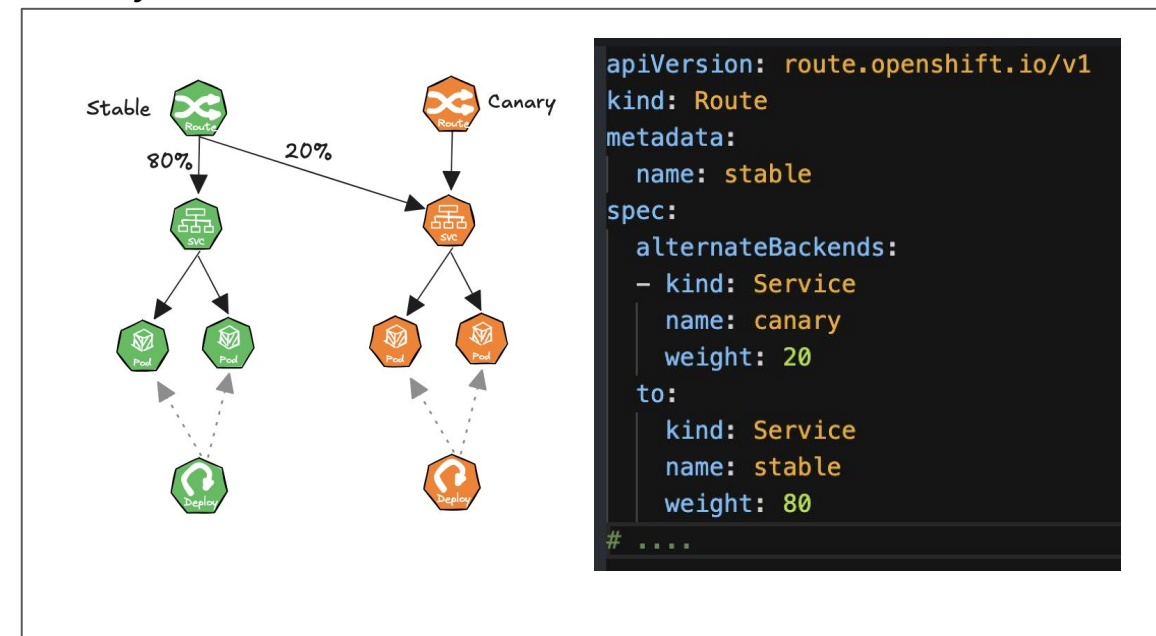 Stable
Route
Route
Canary
80%
20%
SVC
SVC
Pod
Pod
Pod
Pod
Deploy
Deploy
apiVersion: route.openshift.io/v1
kind: Route
metadata:
  name: stable
spec:
  alternateBackends:
  - kind: Service
    name: canary
    weight: 20
  to:
    kind: Service
    name: stable
    weight: 80
# ....